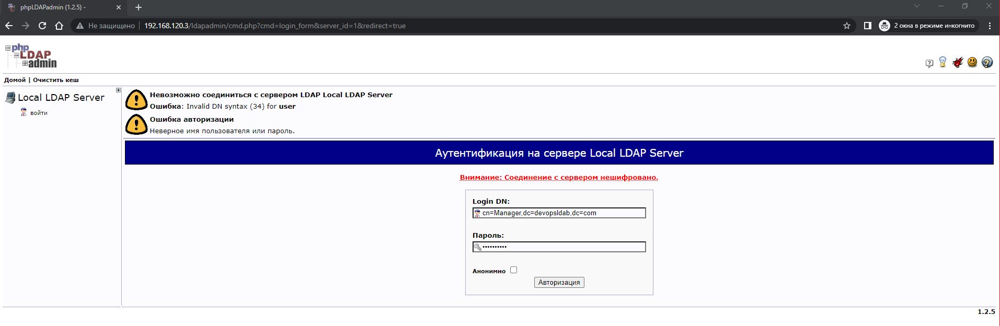 phpLDAPadmin (1.2.5) -
Не защищено
192.168.120.3/ldapadmin/cmd.php?cmd=login_form&server_id=1&redirect=true
2 окна в режиме инкогнито
php
LDAP
admin
Домой | Очистить кеш
Local LDAP Server
войти
Невозможно соединиться с сервером LDAP Local LDAP Server
Ошибка: Invalid DN syntax (34) for user
Ошибка авторизации
Неверное имя пользователя или пароль.
Аутентификация на сервере Local LDAP Server
Внимание: Соединение с сервером нешифровано.
Login DN:
cn=Manager,dc=devopsldab,dc=com
Пароль:
••••••••••
Анонимно
Авторизация
1.2.5